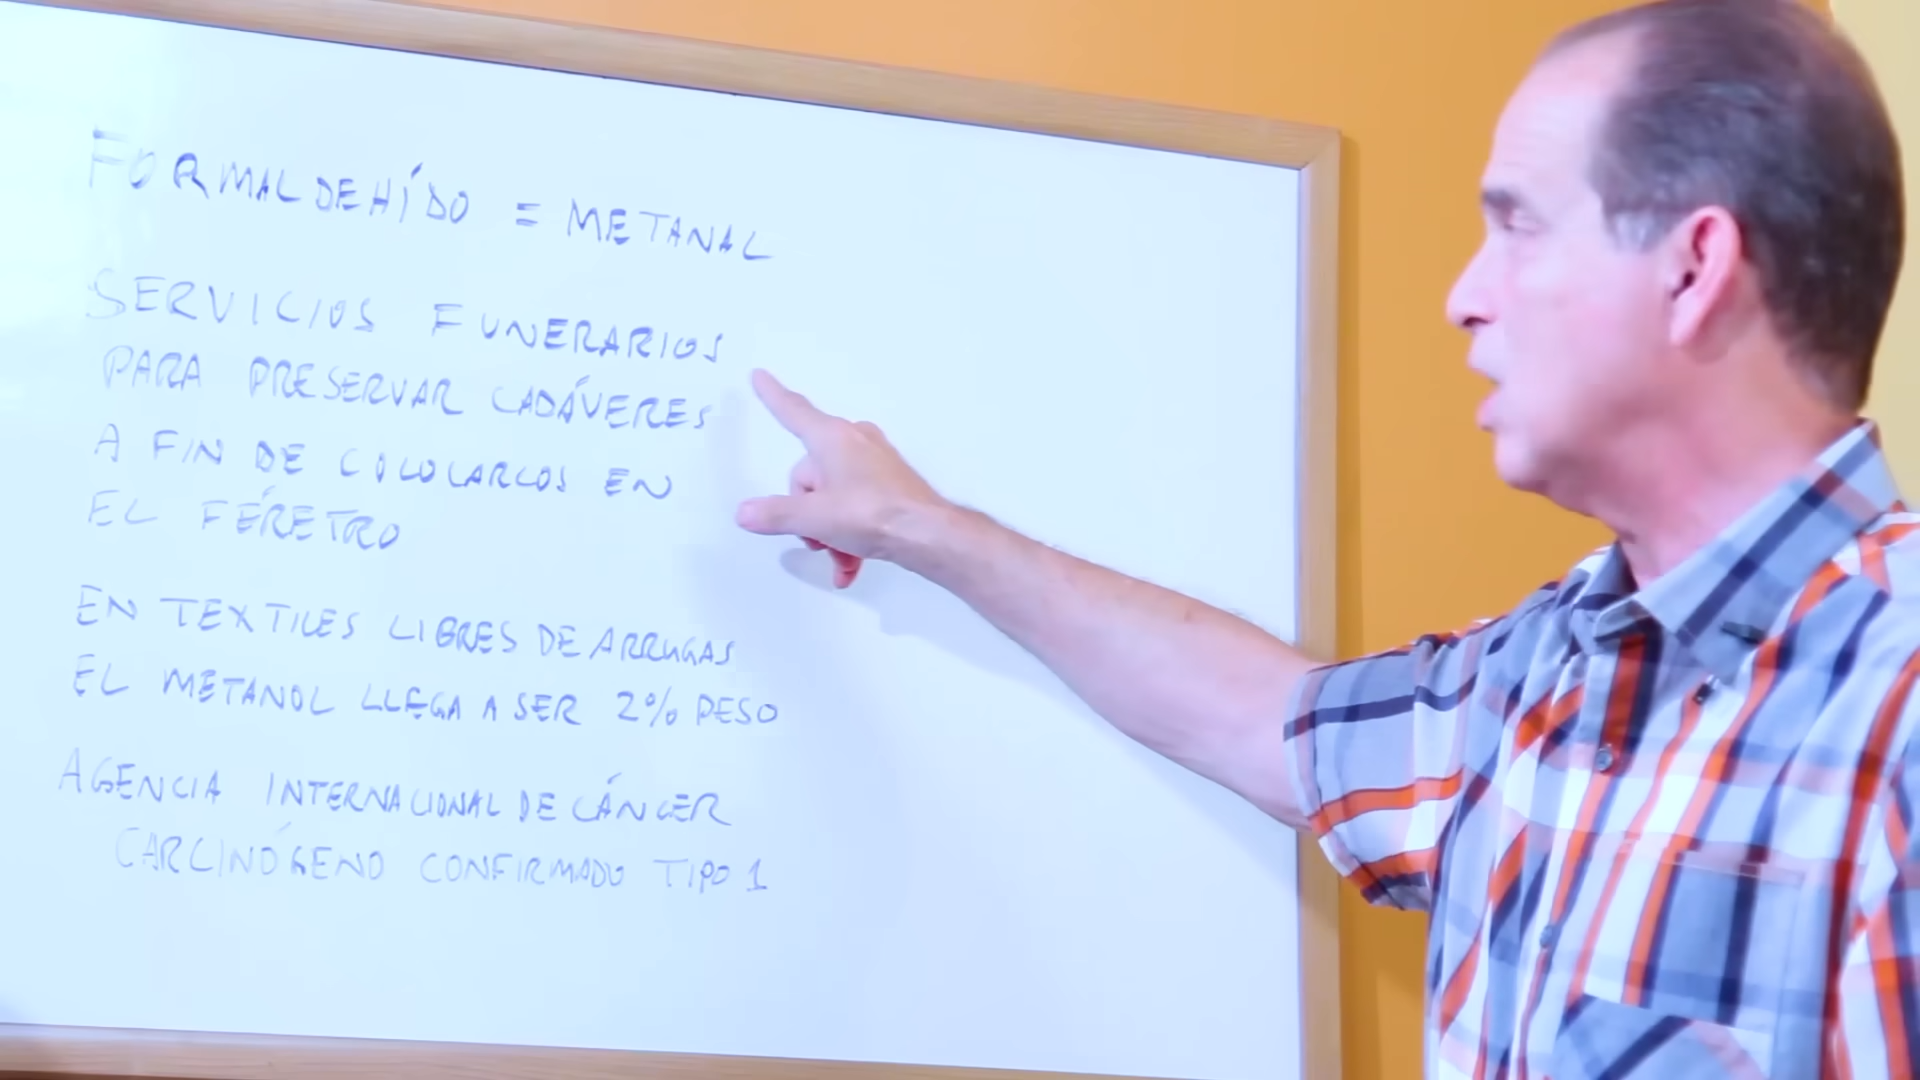 FORMALDEHÍDO = METANAL
SERVICIOS FUNERARIOS
PARA PRESERVAR CADÁVERES
A FIN DE COLOCARLOS EN
EL FÉRETRO
EN TEXTILES LIBRES DE ARRUGAS
EL METANOL LLEGA A SER 2% PESO
AGENCIA INTERNACIONAL DE CÁNCER
CARCINÓGENO CONFIRMADO TIPO 1